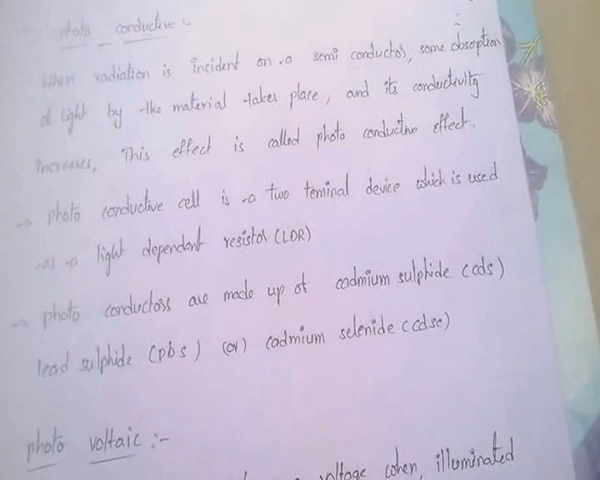 photo - conductive :-
when radiation is incident on a semi conductor, some absorption
of light by the material takes place, and its conductivity
increases, This effect is called photo conductive effect.
-> photo conductive cell is a two teminal device which is used
as a light dependant resistor (LDR)
-> photo conductors are made up of cadmium sulphide (cds)
lead sulphide (pbs) (or) cadmium selenide (cdse)
photo voltaic :-
voltage when illuminated